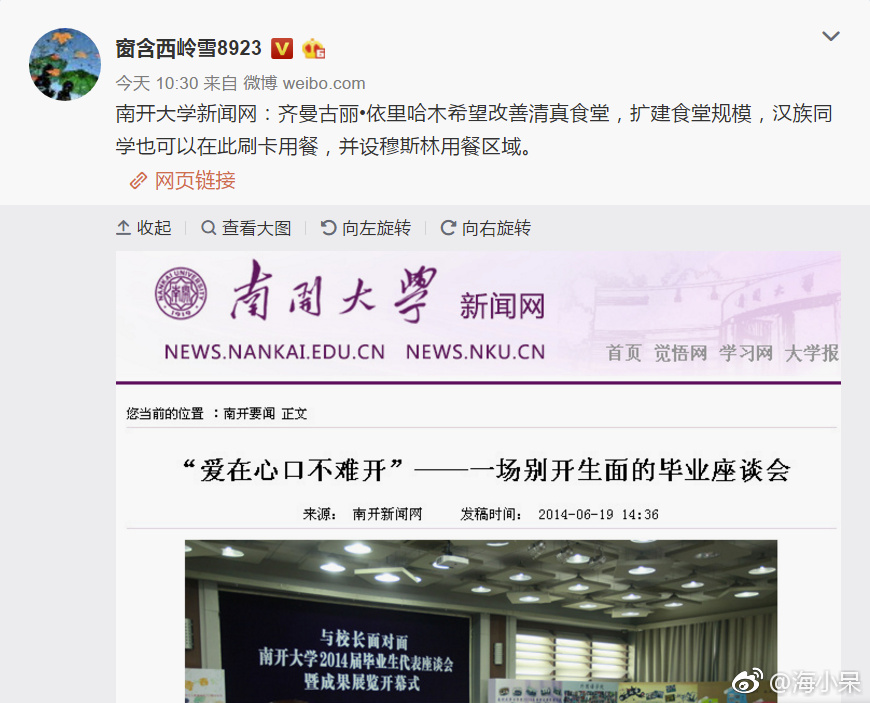 窗含西岭雪8923
今天 10:30 来自 微博 weibo.com
南开大学新闻网：齐曼古丽•依里哈木希望改善清真食堂，扩建食堂规模，汉族同
学也可以在此刷卡用餐，并设穆斯林用餐区域。
网页链接
收起 查看大图 向左旋转 向右旋转
NANKAI UNIVERSITY
南开
1919
南開大學 新闻网
NEWS.NANKAI.EDU.CN NEWS.NKU.CN
首页 觉悟网 学习网 大学报
您当前的位置 ：南开要闻 正文
“爱在心口不难开”——一场别开生面的毕业座谈会
来源： 南开新闻网 发稿时间： 2014-06-19 14:36
与校长面对面
南开大学2014届毕业生代表座谈会
暨成果展览开幕式
@海小呆